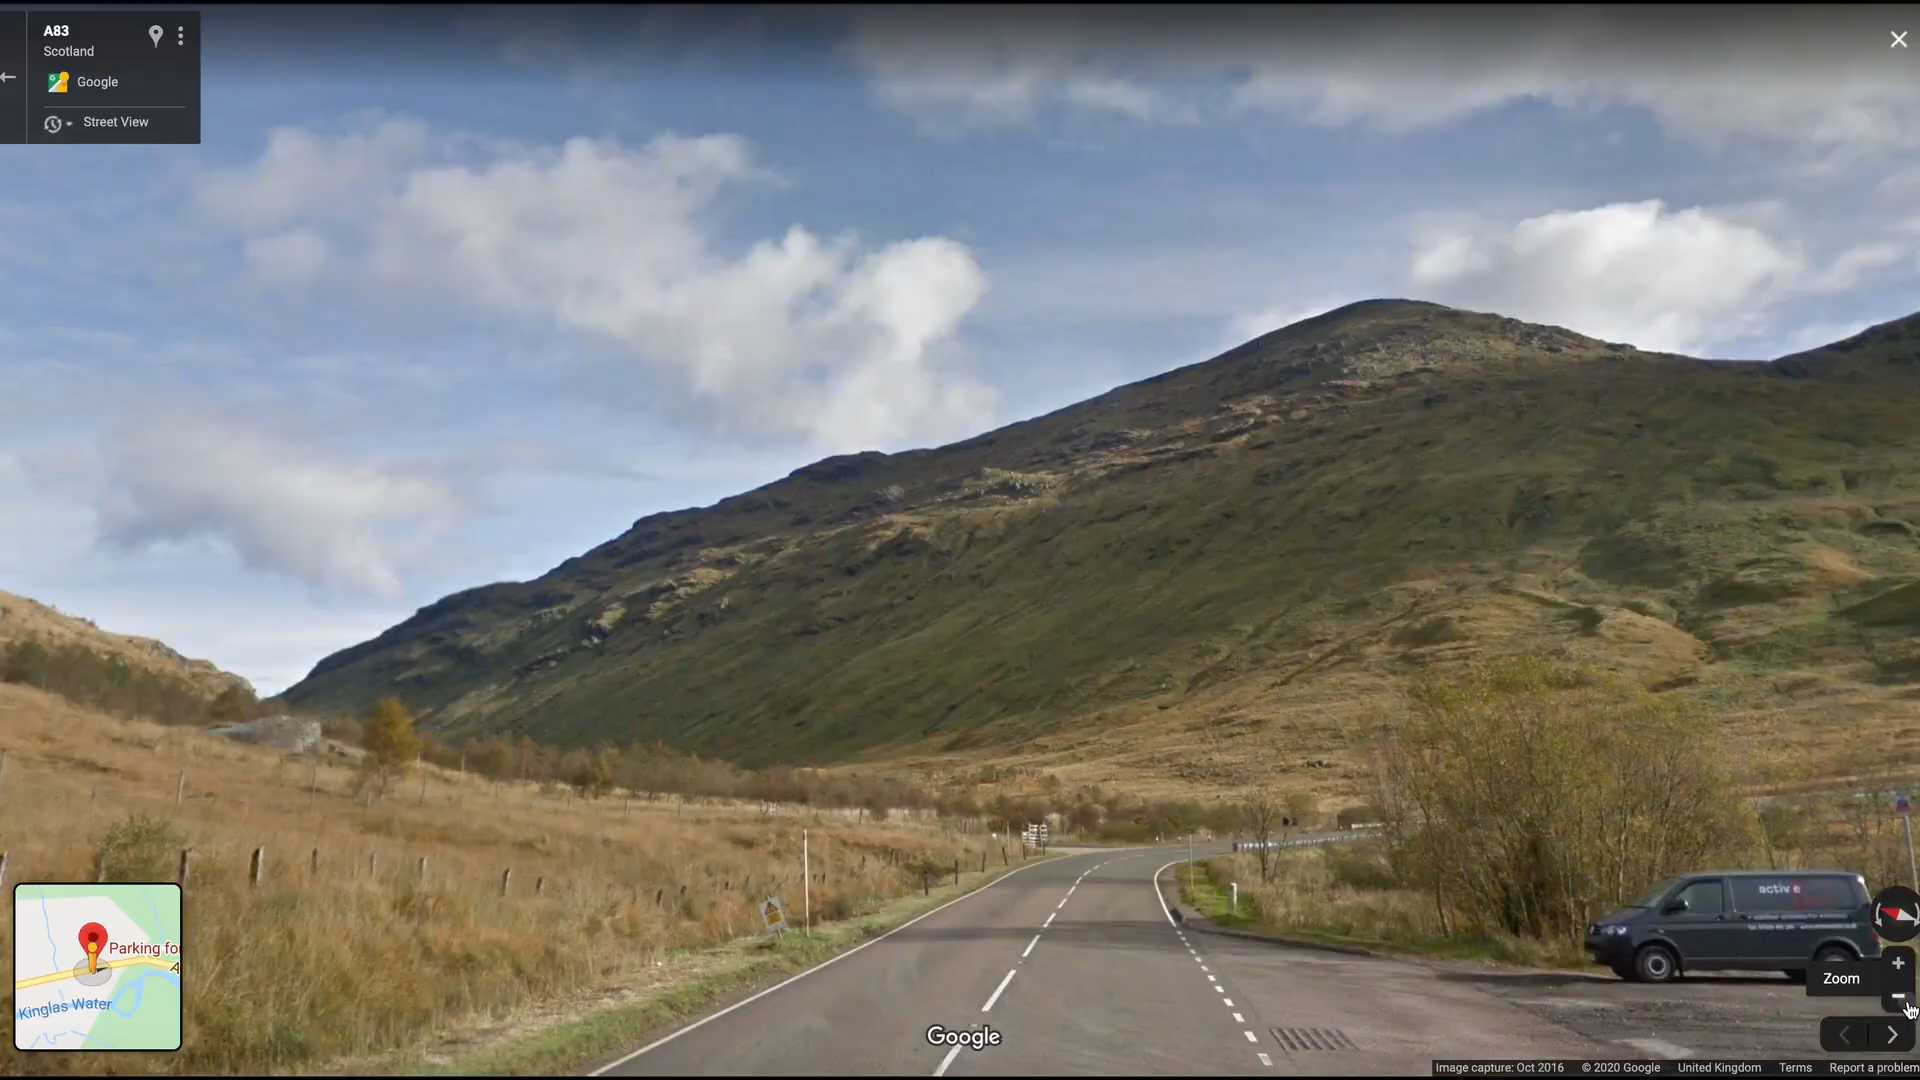 A83
Scotland
Google
Street View
Parking for
A
Kinglas Water
active
Zoom
Google
Image capture: Oct 2016 © 2020 Google United Kingdom Terms Report a problem